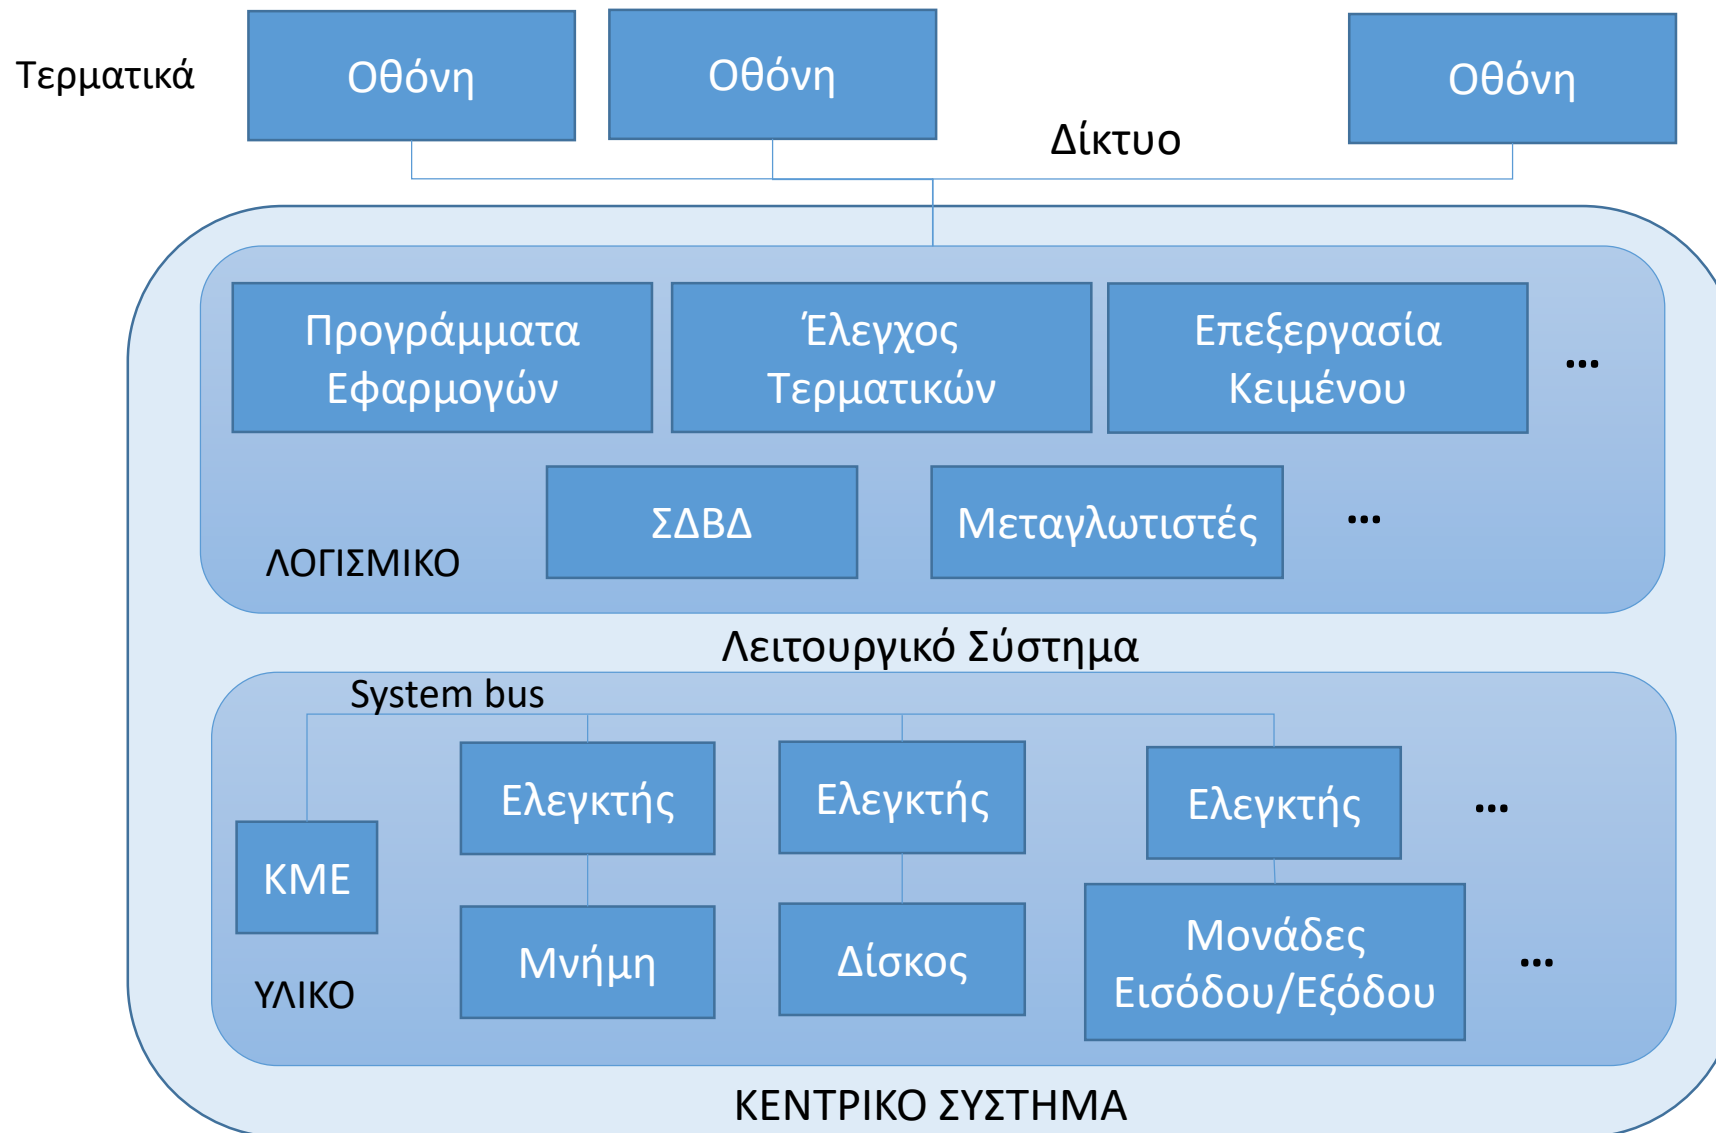 Τερματικά
Οθόνη
Οθόνη
Οθόνη
Δίκτυο
Προγράμματα
Εφαρμογών
Έλεγχος
Τερματικών
Επεξεργασία
Κειμένου
...
ΣΔΒΔ
Μεταγλωτιστές
...
ΛΟΓΙΣΜΙΚΟ
Λειτουργικό Σύστημα
System bus
Ελεγκτής
Ελεγκτής
Ελεγκτής
...
ΚΜΕ
Μνήμη
Δίσκος
Μονάδες
Εισόδου/Εξόδου
...
ΥΛΙΚΟ
ΚΕΝΤΡΙΚΟ ΣΥΣΤΗΜΑ